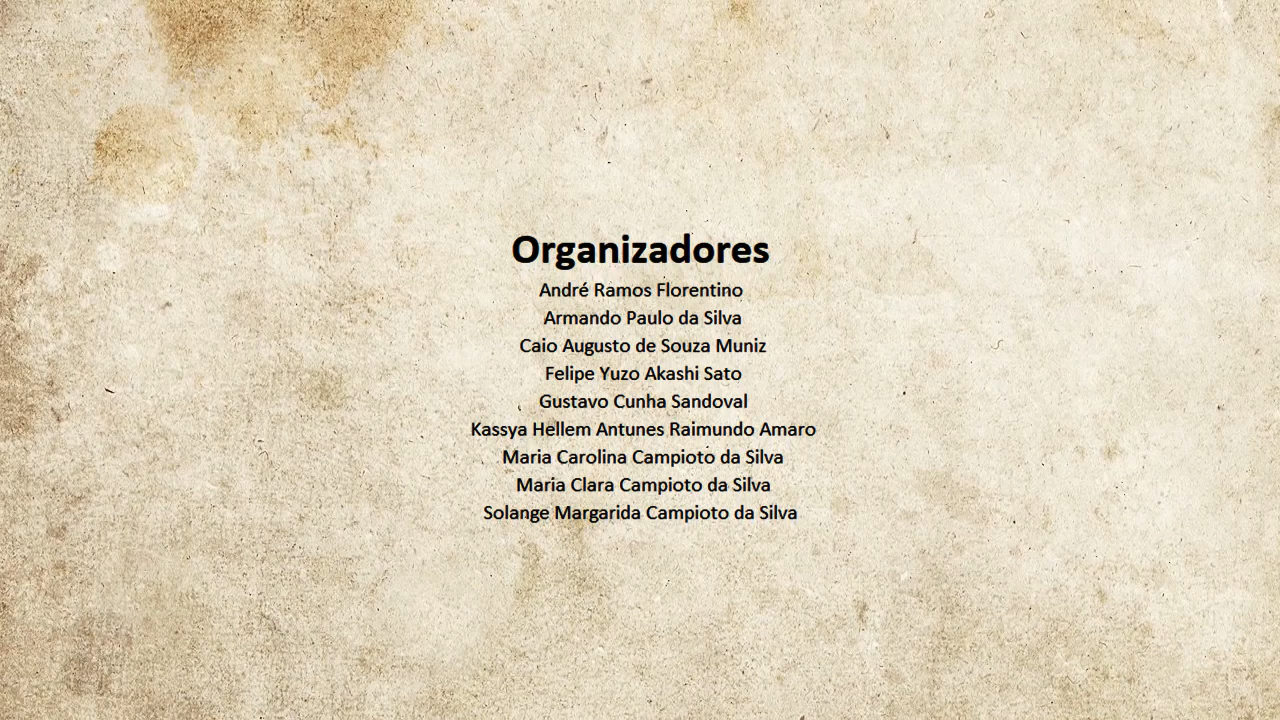 Organizadores
André Ramos Florentino
Armando Paulo da Silva
Caio Augusto de Souza Muniz
Felipe Yuzo Akashi Sato
Gustavo Cunha Sandoval
Kassya Hellem Antunes Raimundo Amaro
Maria Carolina Campioto da Silva
Maria Clara Campioto da Silva
Solange Margarida Campioto da Silva